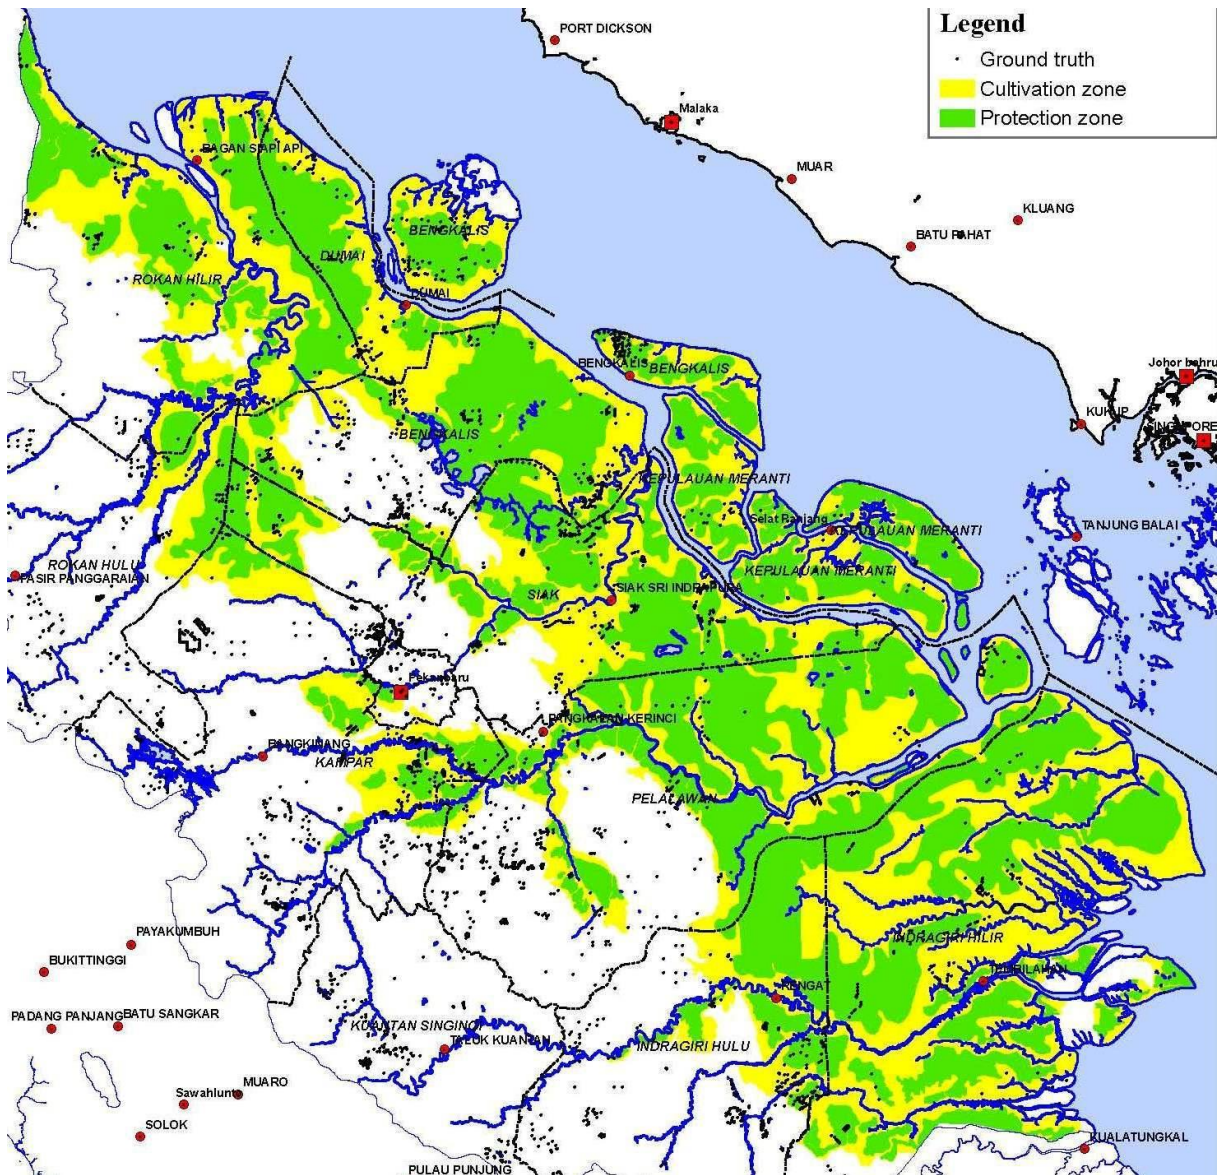 Legend
PORT DICKSON
Ground truth
Cultivation zone
Malaka
Protection zone
BAGAN SIAPI API
MUAR
KLUANG
BENGKALIS
BATU PAHAT
DUMAI
ROKAN HILIR
DUMAI
BENGKALIS
BENGKALIS
Johor bahru
KUKUP
BENGKALIS
KEPULAUAN MERANTI
Selat Panjang
KEPULAUAN MERANTI
TANJUNG BALAI
ROKAN HULU
KEPULAUAN MERANTI
PASIR PANGGARAIAN
SIAK
SIAK SRI INDRAPURA
Pekanbaru
PANGKALAN KERINCI
BANGKINANG
KAMPAR
PELALAWAN
PAYAKUMBUH
INDRAGIRI HILIR
BUKITTINGGI
TEMBILAHAN
RENGAT
PADANG PANJANG
BATU SANGKAR
KUANTAN SINGINGI
TALUK KUANTAN
INDRAGIRI HULU
MUARO
Sawahlunto
SOLOK
KUALATUNGKAL
PULAU PUNJUNG